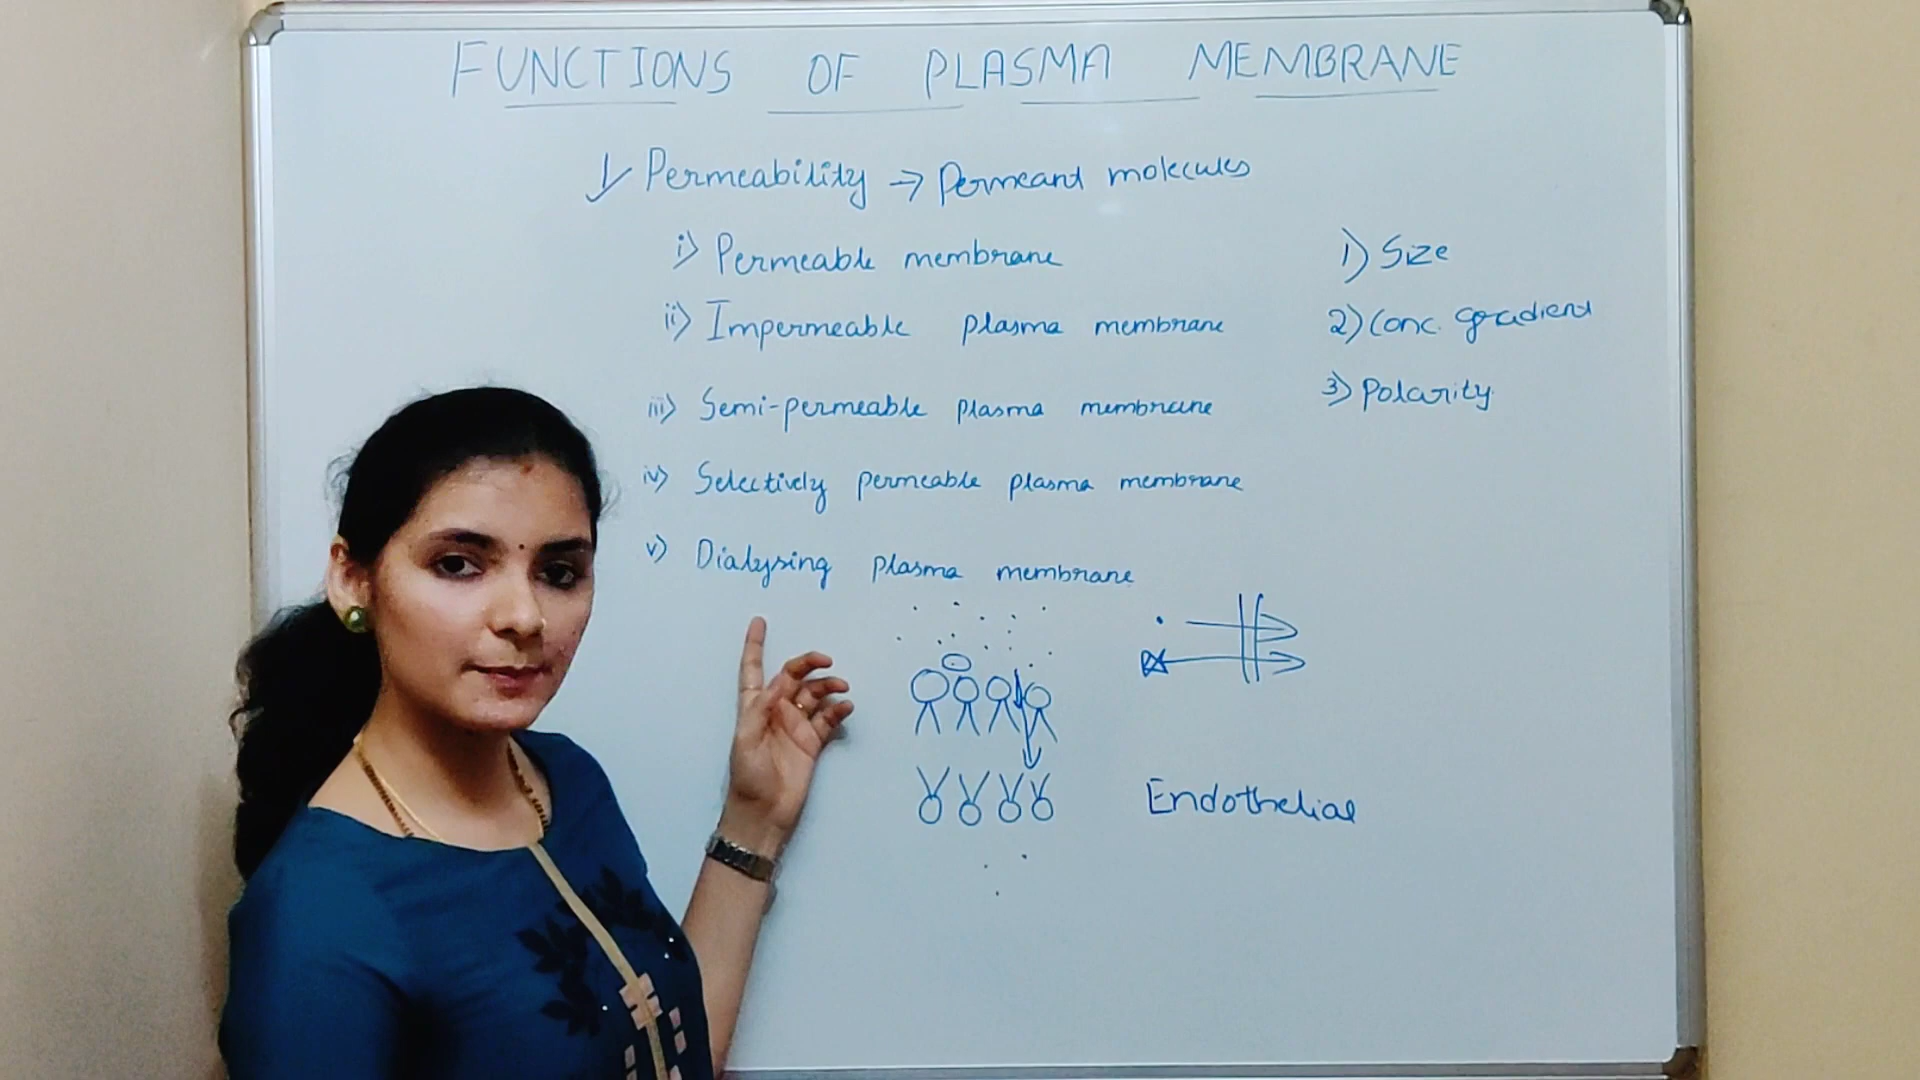 FUNCTIONS OF PLASMA MEMBRANE
1) Permeability → Permeant molecules
i) Permeable membrane
ii) Impermeable plasma membrane
iii) Semi-permeable plasma membrane
iv) Selectively permeable plasma membrane
v) Dialysing plasma membrane
1) Size
2) Conc. gradient
3) Polarity
Endothelial